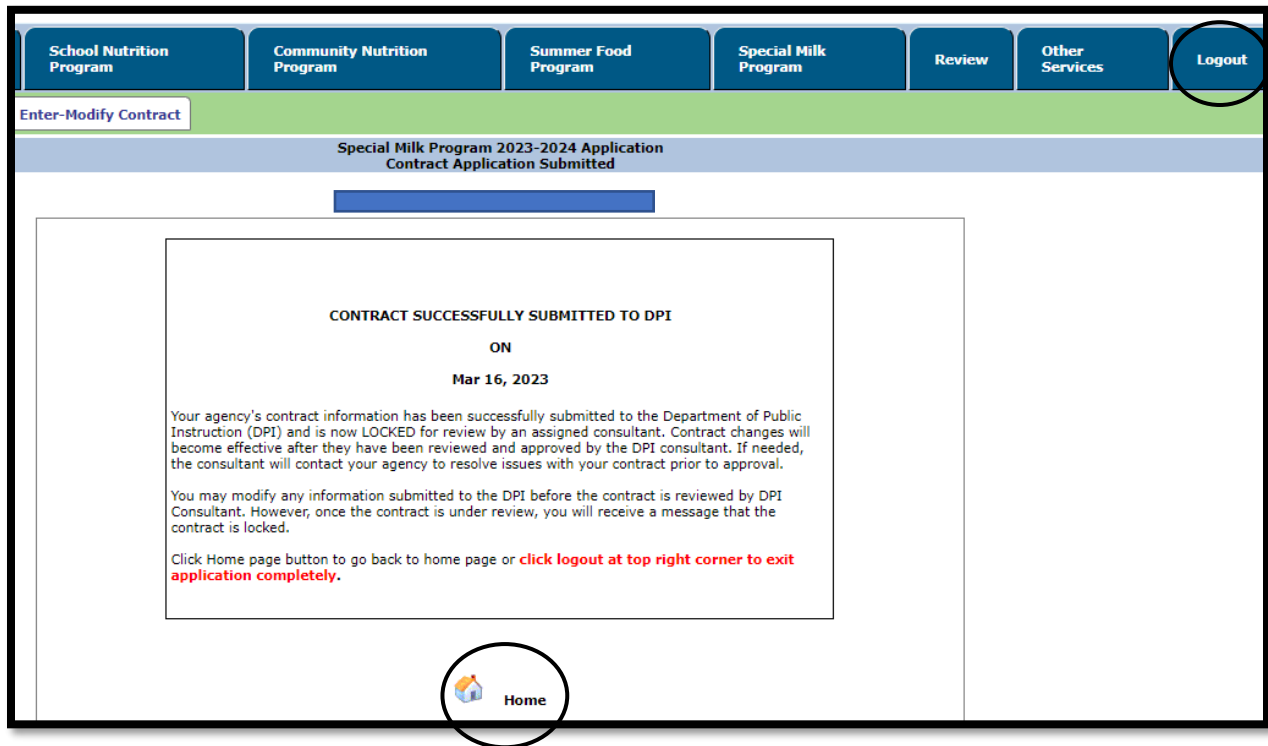 School Nutrition
Program
Community Nutrition
Program
Summer Food
Program
Special Milk
Program
Review
Other
Services
Logout
Enter-Modify Contract
Special Milk Program 2023-2024 Application
Contract Application Submitted
CONTRACT SUCCESSFULLY SUBMITTED TO DPI
ON
Mar 16, 2023
Your agency's contract information has been successfully submitted to the Department of Public
Instruction (DPI) and is now LOCKED for review by an assigned consultant. Contract changes will
become effective after they have been reviewed and approved by the DPI consultant. If needed,
the consultant will contact your agency to resolve issues with your contract prior to approval.
You may modify any information submitted to the DPI before the contract is reviewed by DPI
Consultant. However, once the contract is under review, you will receive a message that the
contract is locked.
Click Home page button to go back to home page or click logout at top right corner to exit
application completely.
Home